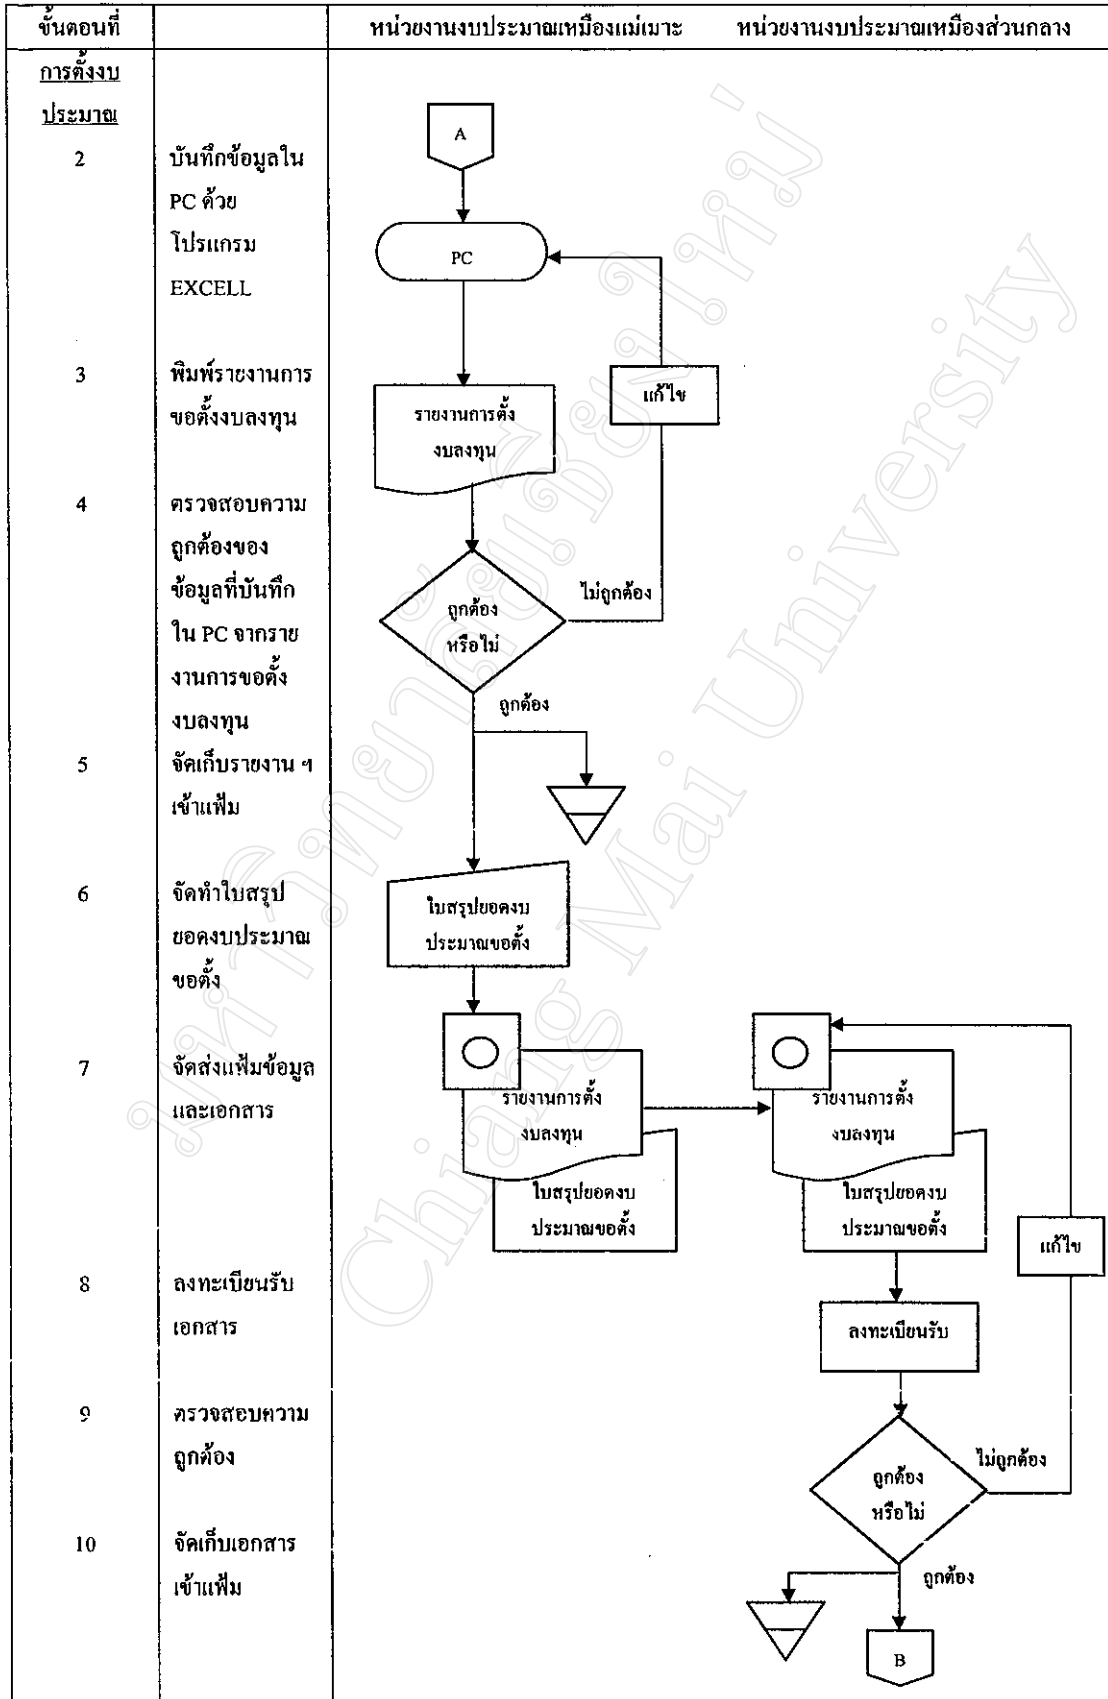 ขั้นตอนที่
หน่วยงานงบประมาณเหมืองแม่เมาะ
หน่วยงานงบประมาณเหมืองส่วนกลาง
การตั้งงบ
ประมาณ
A
2
บันทึกข้อมูลใน
PC ด้วย
โปรแกรม
EXCELL
PC
3
พิมพ์รายงานการ
ขอตั้งงบลงทุน
รายงานการตั้ง
งบลงทุน
แก้ไข
4
ตรวจสอบความ
ถูกต้องของ
ข้อมูลที่บันทึก
ใน PC จากราย
งานการขอตั้ง
งบลงทุน
ถูกต้อง
หรือไม่
ไม่ถูกต้อง
ถูกต้อง
5
จัดเก็บรายงาน ฯ
เข้าแฟ้ม
6
จัดทำใบสรุป
ยอดงบประมาณ
ขอตั้ง
ใบสรุปยอดงบ
ประมาณขอตั้ง
7
จัดส่งแฟ้มข้อมูล
และเอกสาร
รายงานการตั้ง
งบลงทุน
ใบสรุปยอดงบ
ประมาณขอตั้ง
รายงานการตั้ง
งบลงทุน
ใบสรุปยอดงบ
ประมาณขอตั้ง
แก้ไข
8
ลงทะเบียนรับ
เอกสาร
ลงทะเบียนรับ
9
ตรวจสอบความ
ถูกต้อง
ถูกต้อง
หรือไม่
ไม่ถูกต้อง
10
จัดเก็บเอกสาร
เข้าแฟ้ม
ถูกต้อง
B
มหาวิทยาลัยเชียงใหม่
Chiang Mai University